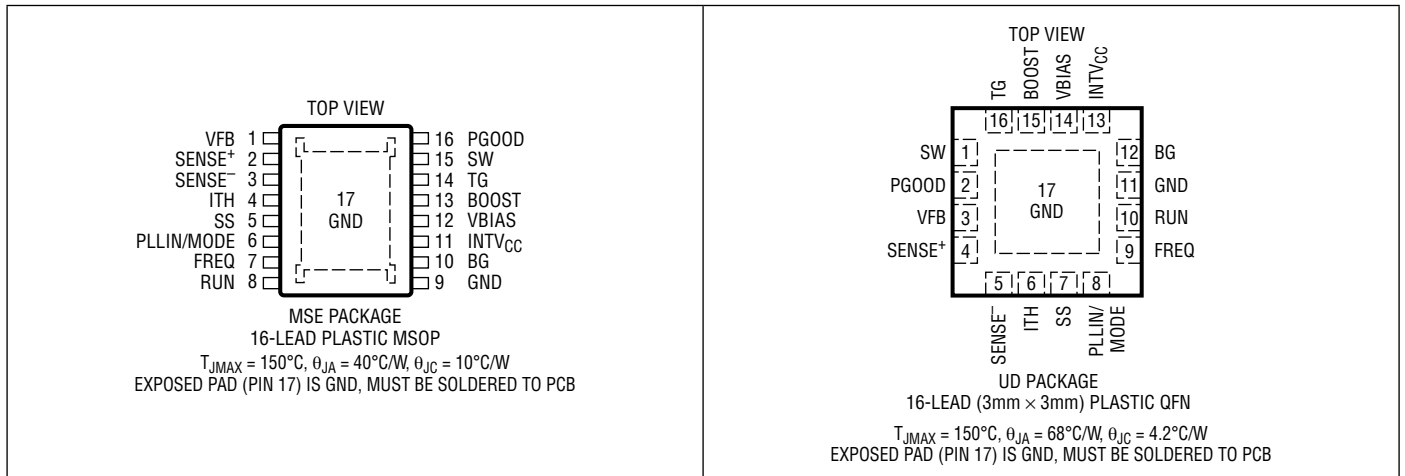 TOP VIEW
VFB 1
SENSE+ 2
SENSE– 3
ITH 4
SS 5
PLLIN/MODE 6
FREQ 7
RUN 8
17
GND
16 PGOOD
15 SW
14 TG
13 BOOST
12 VBIAS
11 INTVCC
10 BG
9 GND
MSE PACKAGE
16-LEAD PLASTIC MSOP
TJMAX = 150°C, θJA = 40°C/W, θJC = 10°C/W
EXPOSED PAD (PIN 17) IS GND, MUST BE SOLDERED TO PCB
TOP VIEW
TG
BOOST
VBIAS
INTVCC
16 15 14 13
SW 1
PGOOD 2
VFB 3
SENSE+ 4
17
GND
12 BG
11 GND
10 RUN
9 FREQ
5 6 7 8
SENSE–
ITH
SS
PLLIN/
MODE
UD PACKAGE
16-LEAD (3mm × 3mm) PLASTIC QFN
TJMAX = 150°C, θJA = 68°C/W, θJC = 4.2°C/W
EXPOSED PAD (PIN 17) IS GND, MUST BE SOLDERED TO PCB